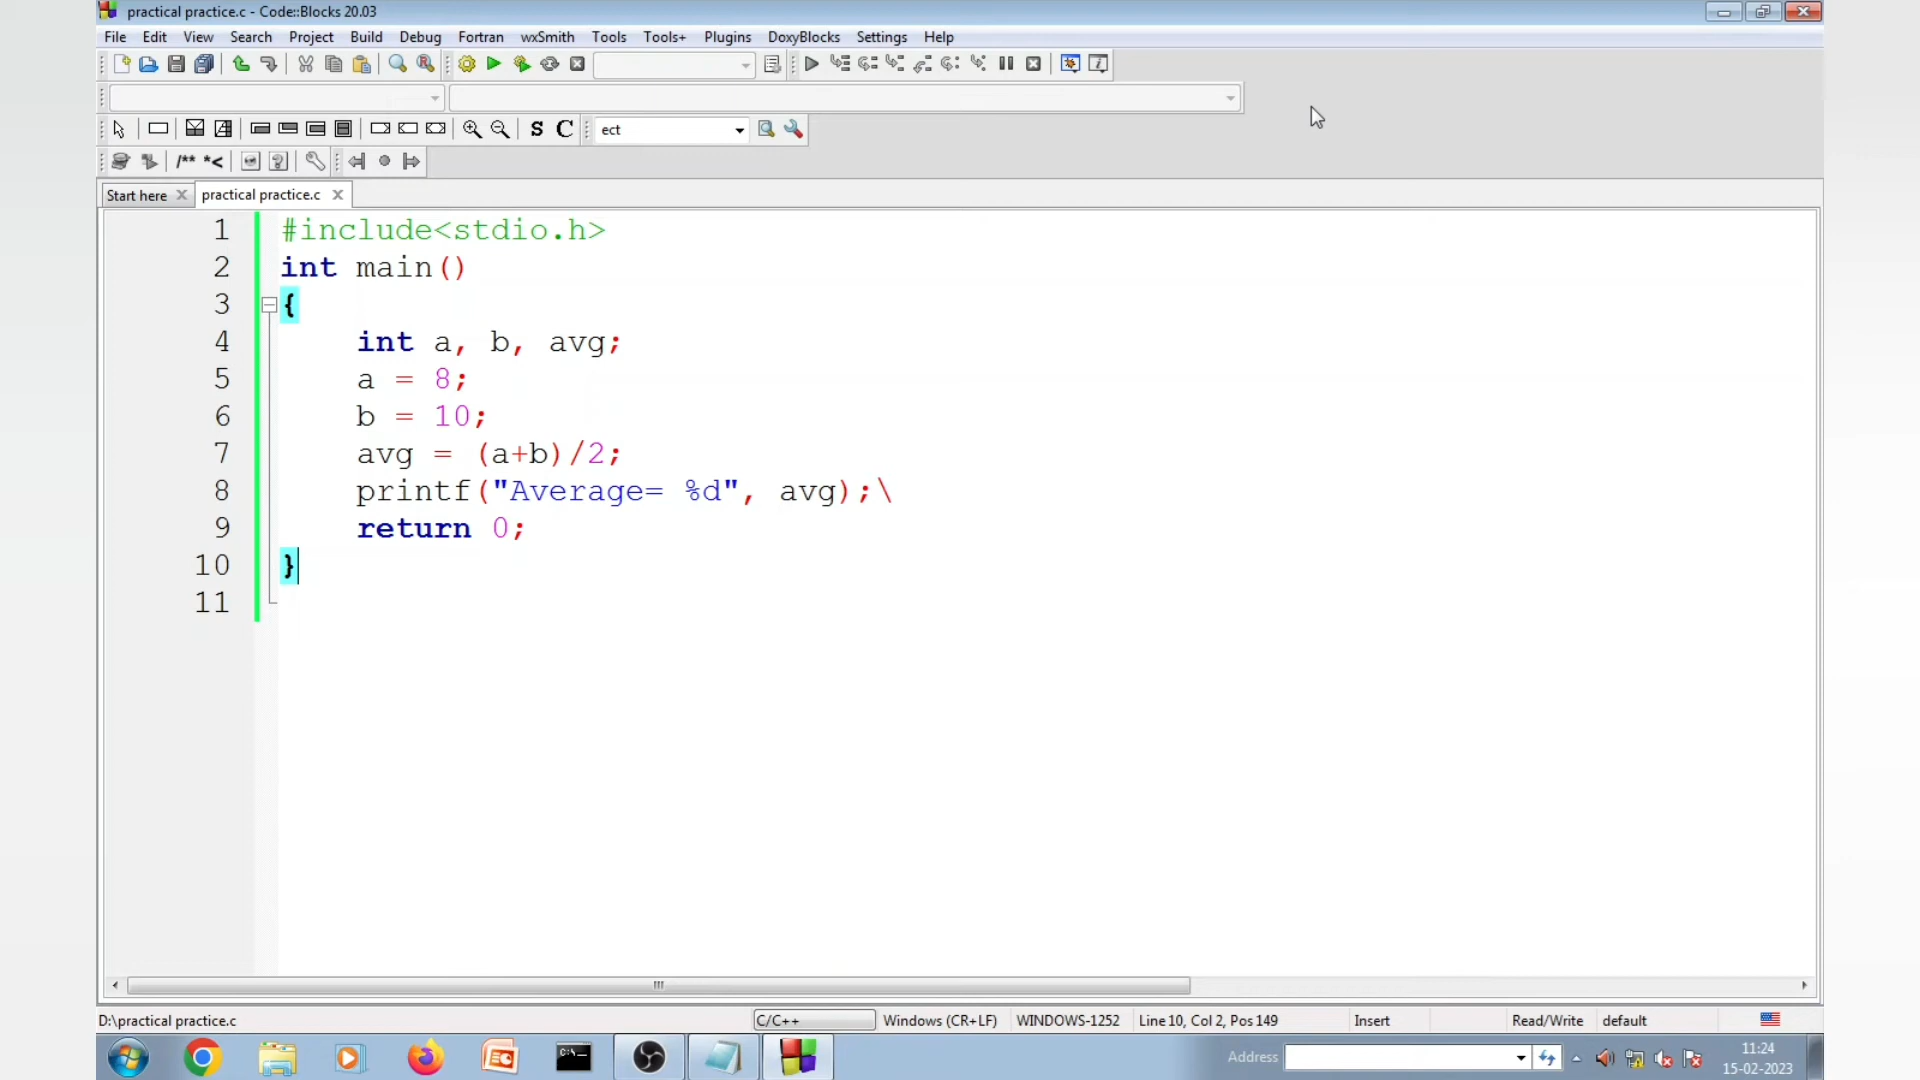 practical practice.c - Code::Blocks 20.03
File Edit View Search Project Build Debug Fortran wxSmith Tools Tools+ Plugins DoxyBlocks Settings Help
S C ect
/** *<
Start here practical practice.c
1 #include<stdio.h>
2 int main()
3 {
4 int a, b, avg;
5 a = 8;
6 b = 10;
7 avg = (a+b)/2;
8 printf("Average= %d", avg);\
9 return 0;
10 }
11
D:\practical practice.c C/C++ Windows (CR+LF) WINDOWS-1252 Line 10, Col 2, Pos 149 Insert Read/Write default
Address 11:24
15-02-2023